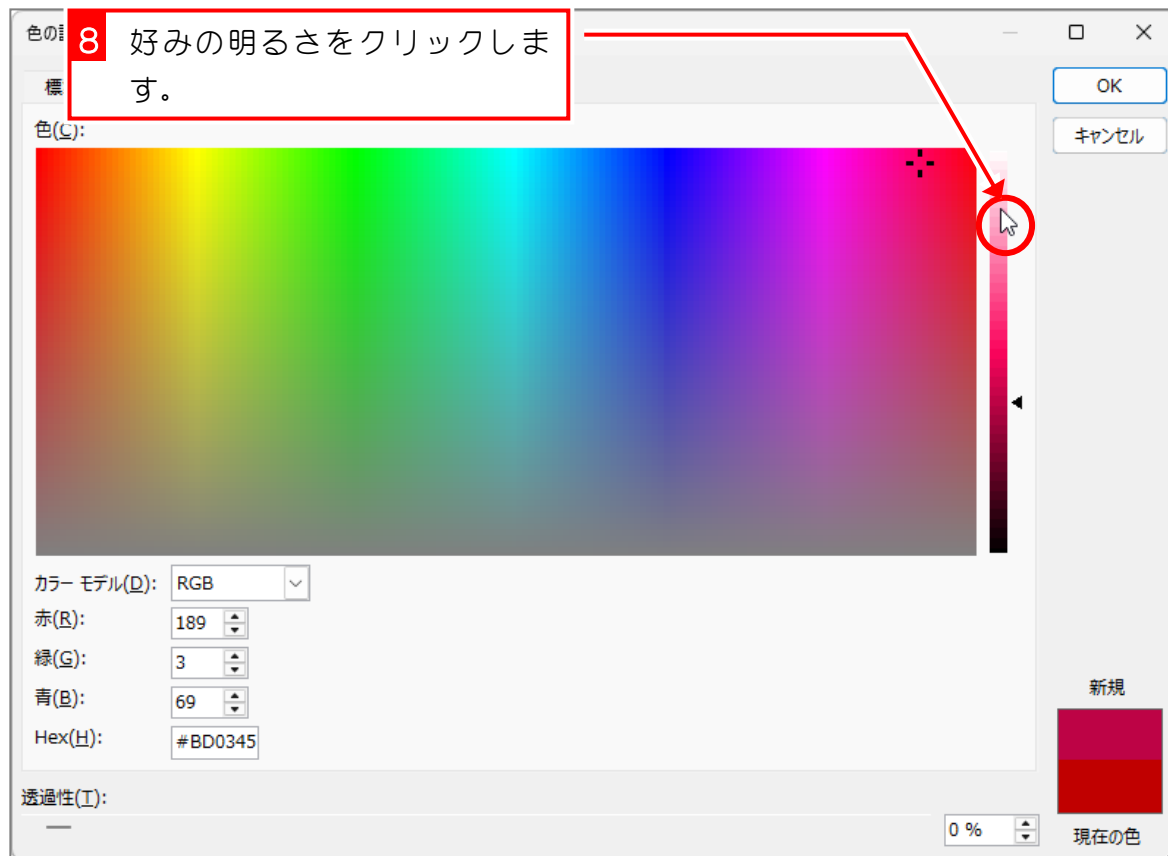 色の
8 好みの明るさをクリックしま
す。
標
OK
キャンセル
色(C):
カラー モデル(D): RGB
赤(R): 189
緑(G): 3
青(B): 69
Hex(H): #BD0345
新規
現在の色
透過性(T):
0 %